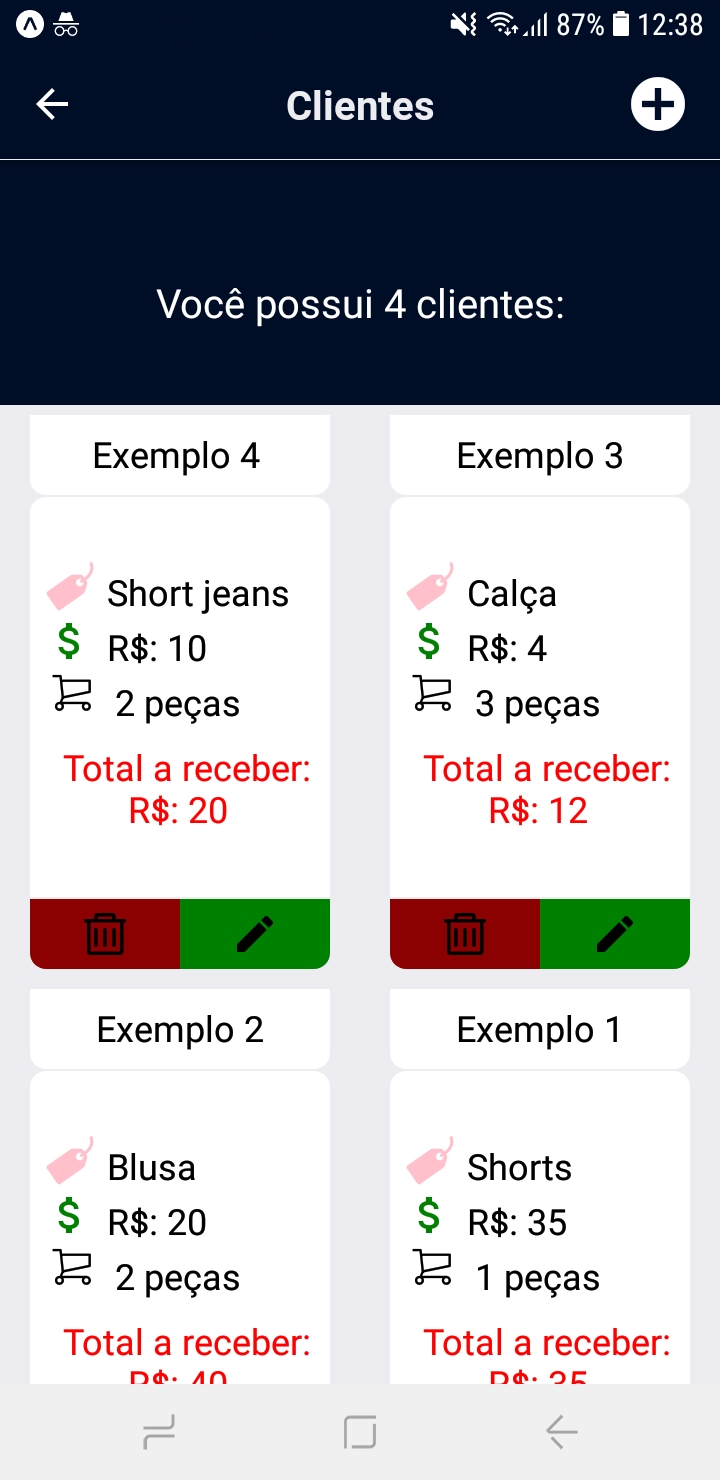 87% 12:38
Clientes
Você possui 4 clientes:
Exemplo 4
Short jeans
$ R$: 10
2 peças
Total a receber:
R$: 20
Exemplo 3
Calça
$ R$: 4
3 peças
Total a receber:
R$: 12
Exemplo 2
Blusa
$ R$: 20
2 peças
Total a receber:
R$: 40
Exemplo 1
Shorts
$ R$: 35
1 peças
Total a receber:
R$: 35